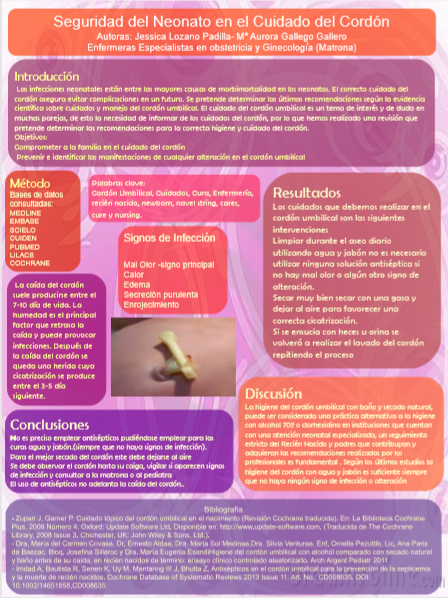 Seguridad del Neonato en el Cuidado del Cordón
Autoras: Jessica Lozano Padilla- Mª Aurora Gallego Gallero
Enfermeras Especialistas en obstetricia y Ginecología (Matrona)
Introducción
Las infecciones neonatales están entre las mayores causas de morbimortalidad en los neonatos. El correcto cuidado del
cordón asegura evitar complicaciones en un futuro. Se pretende determinar las últimas recomendaciones según la evidencia
científica sobre cuidados y manejo del cordón umbilical. El cuidado del cordón umbilical es un tema de interés y de duda en
muchas parejas, de esto la necesidad de informar de los cuidados del cordón, por lo que hemos realizado una revisión que
pretende determinar las recomendaciones para la correcta higiene y cuidado del cordón.
Objetivo:
Comprometer a la familia en el cuidado del cordón
Prevenir e identificar las manifestaciones de cualquier alteración en el cordón umbilical
Método
Bases de datos
consultadas:
MEDLINE
EMBASE
SCIELO
CUIDEN
PUBMED
LILACS
COCHRANE
Palabras clave:
Cordón Umbilical, Cuidados, Cura, Enfermería,
recién nacido, newborn, navel string, cares,
cure y nursing.
Signos de Infección
Mal Olor -signo principal
Calor
Edema
Secreción purulenta
Enrojecimiento
La caída del cordón
suele producirse entre el
7-10 día de vida. La
humedad es el principal
factor que retrasa la
caída y puede provocar
infecciones. Después de
la caída del cordón se
queda una herida cuya
cicatrización se produce
entre el 3-5 día
siguiente.
Resultados
Los cuidados que debemos realizar en el
cordón umbilical son las siguientes
intervenciones
Limpiar durante el aseo diario
utilizando agua y jabón no es necesario
utilizar ninguna solución antiséptica si
no hay mal olor o algún otro signo de
alteración.
Secar muy bien secar con una gasa y
dejar al aire para favorecer una
correcta cicatrización.
Si se ensucia con heces u orina se
volverá a realizar el lavado del cordón
repitiendo el proceso
Conclusiones
No es preciso emplear antisépticos pudiéndose emplear para las
curas agua y jabón.(siempre que no haya signos de infección).
Para el mejor secado del cordón este debe dejarse al aire
Se debe observar el cordón hasta su caída, vigilar si aparecen signos
de infección y consultar a la matrona o al pediatra
El uso de antisépticos no adelanta la caída del cordón.
Discusión
La higiene del cordón umbilical con baño y secado natural,
puede ser considerada una práctica alternativa a la higiene
con alcohol 70º o clorhexidina en instituciones que cuentan
con una atención neonatal especializada, un seguimiento
estricto del Recién Nacido y padres que contribuyan y
adquieran las recomendaciones realizadas por los
profesionales es fundamental . Según los últimos estudios la
higiene del cordón con agua y jabón es suficiente siempre
que no haya ningún signo de infección o alteración
Bibliografía
- Zupan J, Garner P. Cuidado tópico del cordón umbilical en el nacimiento (Revisión Cochrane traducida). En: La Biblioteca Cochrane
Plus, 2006 Número 4. Oxford: Update Software Ltd. Disponible en: http://www.update-software.com. (Traducida de The Cochrane
Library, 2008 Issue 3. Chichester, UK: John Wiley & Sons, Ltd.).
- Dra. María del Carmen Covasa, Dr. Ernesto Aldaa, Dra. María Sol Medinaa,Dra. Silvia Venturaa, Enf. Ornella Pezuttib, Lic. Ana Paris
de Baezac, Bioq. Josefina Silleroc y Dra. María Eugenia Esandi Higiene del cordón umbilical con alcohol comparado con secado natural
y baño antes de su caída, en recién nacidos de término: ensayo clínico controlado aleatorizado. Arch Argent Pediatr 2011
- Imdad A, Bautista R, Senen K, Uy M, Mantaring III J, Bhutta Z. Antisépticos en el cordón umbilical para la prevención de la septicemia
y la muerte de recién nacidos. Cochrane Database of Systematic Reviews 2013 Issue 11. Art. No.: CD008635. DOI:
10.1002/14651858.CD008635